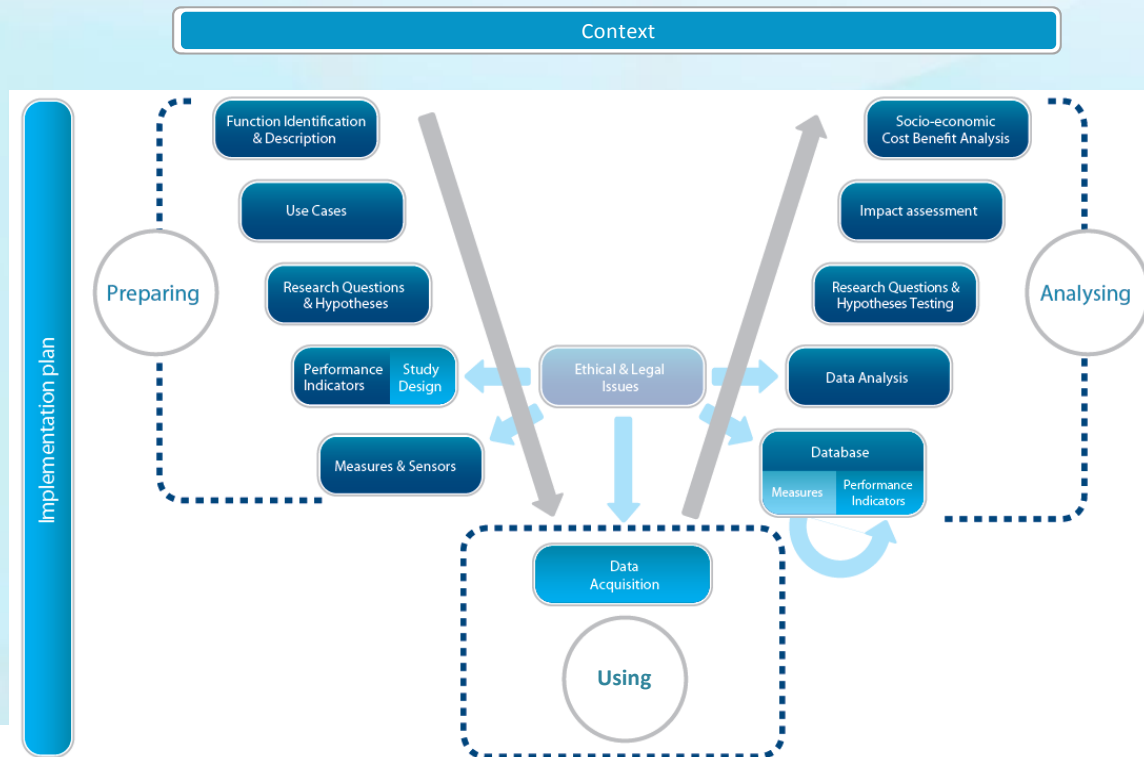 Context
Implementation plan
Preparing
Function Identification
& Description
Use Cases
Research Questions
& Hypotheses
Performance
Indicators
Study
Design
Measures & Sensors
Ethical & Legal
Issues
Data
Acquisition
Using
Socio-economic
Cost Benefit Analysis
Impact assessment
Research Questions &
Hypotheses Testing
Data Analysis
Database
Measures
Performance
Indicators
Analysing